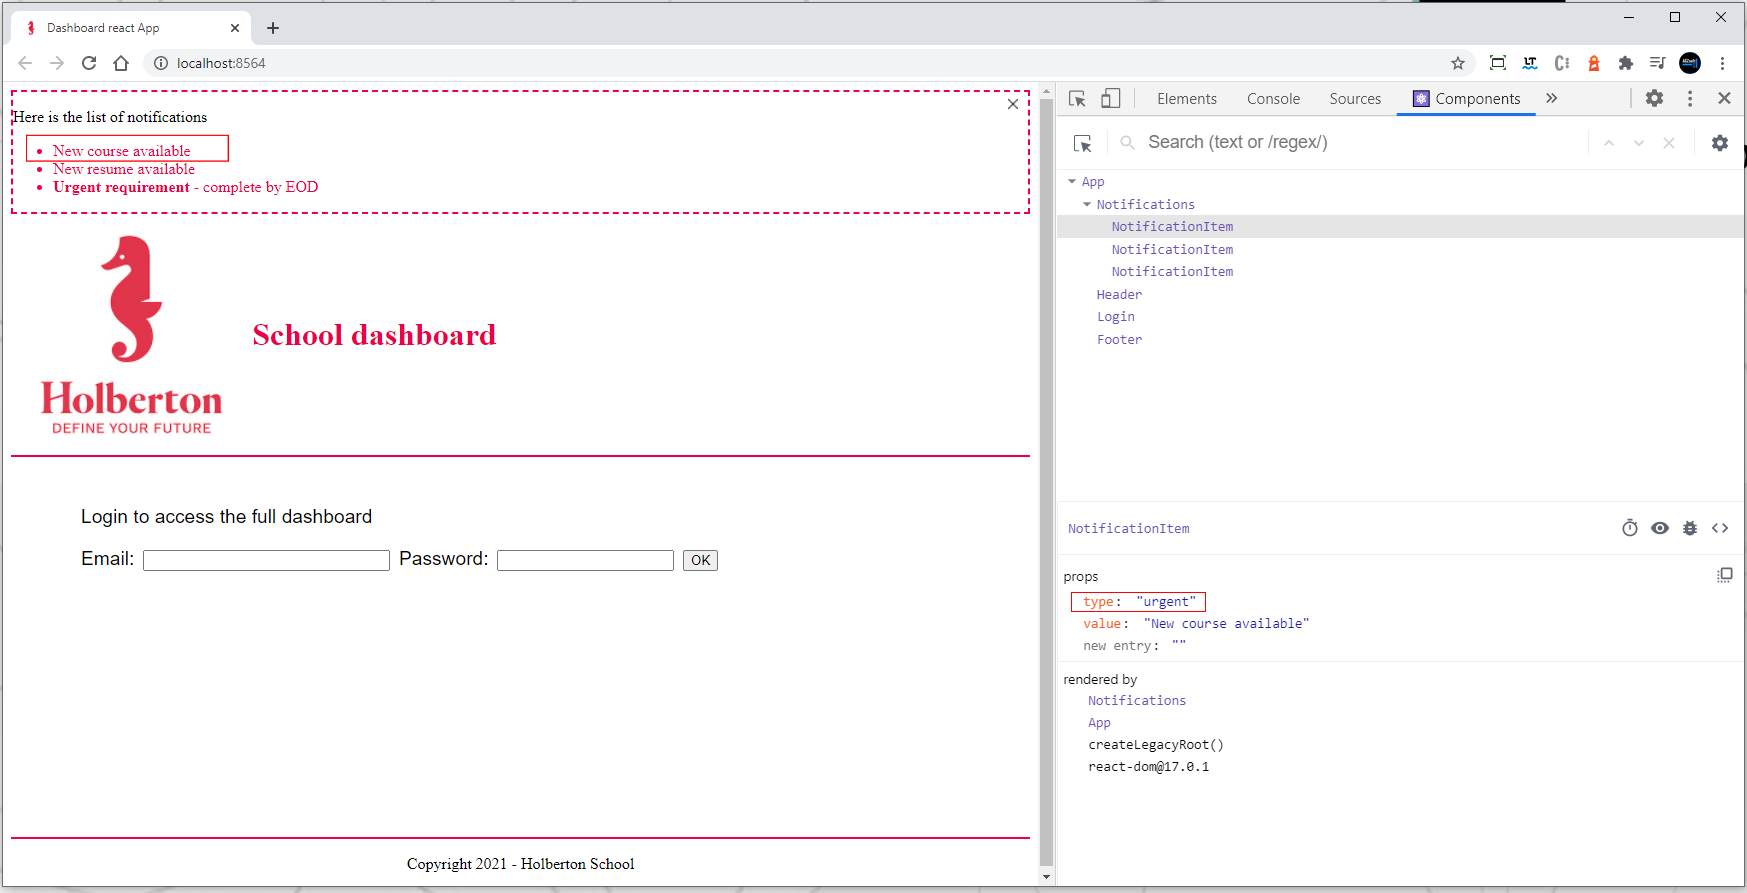 Dashboard react App
localhost:8564
Here is the list of notifications
New course available
New resume available
Urgent requirement - complete by EOD
Holberton
DEFINE YOUR FUTURE
School dashboard
Login to access the full dashboard
Email: Password: OK
Copyright 2021 - Holberton School
Elements Console Sources Components
Search (text or /regex/)
App
Notifications
NotificationItem
NotificationItem
NotificationItem
Header
Login
Footer
NotificationItem
props
type: "urgent"
value: "New course available"
new entry: ""
rendered by
Notifications
App
createLegacyRoot()
react-dom@17.0.1